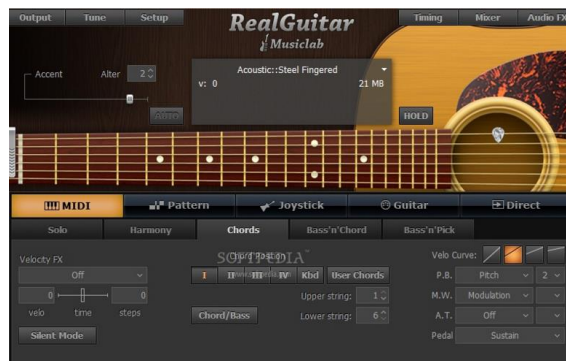 Output Tune Setup RealGuitar Timing Mixer Audio FX
Musiclab
Acoustic::Steel Fingered
Accent Alter 2 v: 0 21 MB
HOLD
MIDI Pattern Joystick Guitar Direct
Solo Harmony Chords Bass'n'Chord Bass'n'Pick
Velocity FX Chord Position Velo Curve:
SOFTPEDIA
Off I II III IV Kbd User Chords P.B. Pitch 2
0 0 Upper string: 1 M.W. Modulation
velo time steps Chord/Bass Lower string: 6 A.T. Off
Silent Mode Pedal Sustain